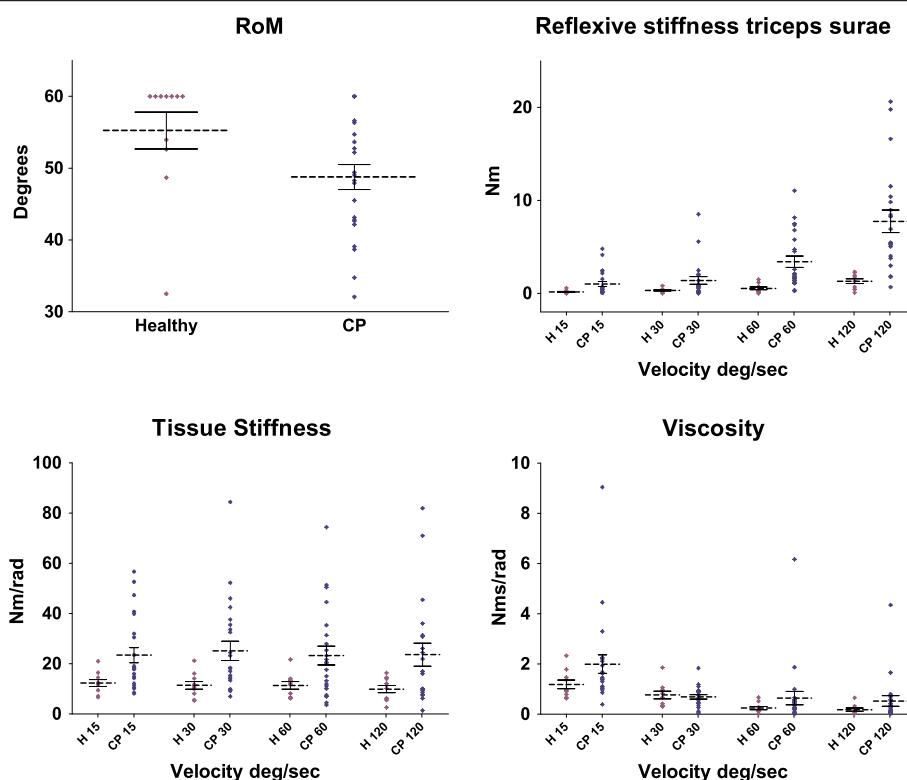 RoM
60
50
40
30
Degrees
Healthy
CP
Reflexive stiffness triceps surae
20
10
0
Nm
H 15
CP 15
H 30
CP 30
H 60
CP 60
H 120
CP 120
Velocity deg/sec
Tissue Stiffness
100
80
60
40
20
0
Nm/rad
H 15
CP 15
H 30
CP 30
H 60
CP 60
H 120
CP 120
Velocity deg/sec
Viscosity
10
8
6
4
2
0
Nms/rad
H 15
CP 15
H 30
CP 30
H 60
CP 60
H 120
CP 120
Velocity deg/sec